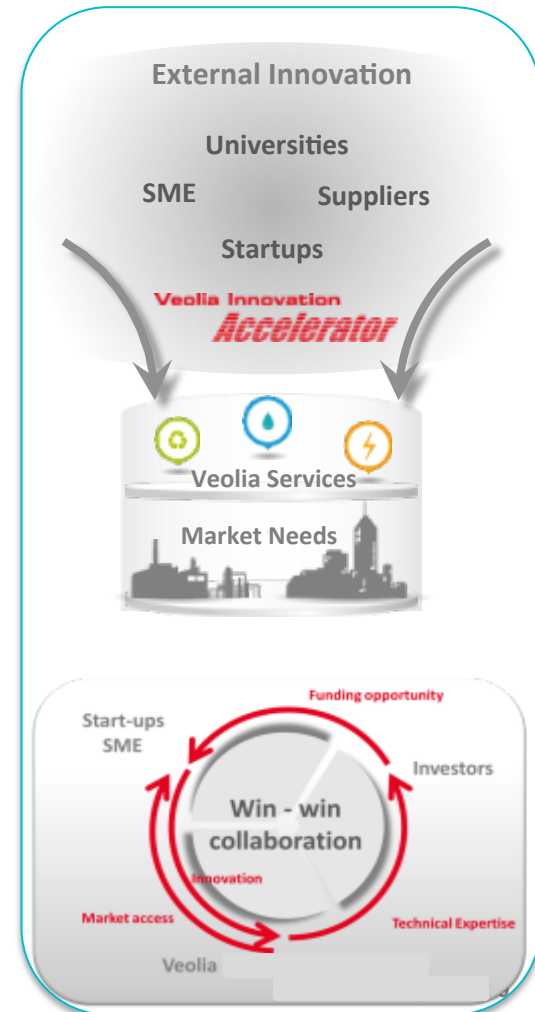 External Innovation
Universities
SME
Suppliers
Startups
Veolia Innovation
Accelerator
Veolia Services
Market Needs
Funding opportunity
Start-ups
SME
Investors
Win - win
collaboration
Innovation
Market access
Technical Expertise
Veolia